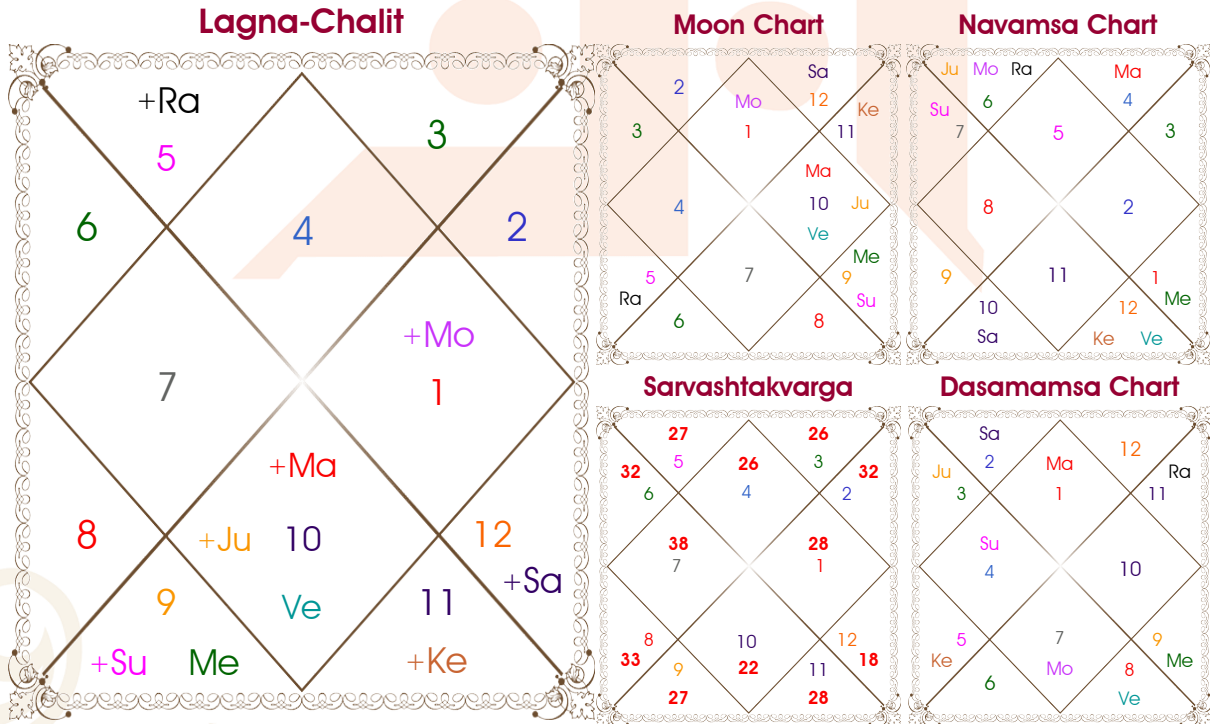 Lagna-Chalit
+Ra
5
3
6
4
2
+Mo
7
1
+Ma
8
+Ju 10
12
+Sa
9
Ve
11
+Su Me
+Ke
Moon Chart
Sa
2
Mo
12
Ke
3
1
11
Ma
4
10 Ju
Ve
Me
5
7
9
Ra
Su
6
8
Navamsa Chart
Ju Mo Ra
Ma
6
4
Su
7
5
3
8
2
9
11
1
10
12
Me
Sa
Ke Ve
Sarvashtakvarga
27
26
5
26
3
32
32
6
4
2
38
28
7
1
8
10
12
33
9
22
11
18
27
28
Dasamamsa Chart
Sa
12
2
Ma
Ju
Ra
3
1
11
Su
4
10
5
7
9
Ke
Mo
Me
6
8
Ve